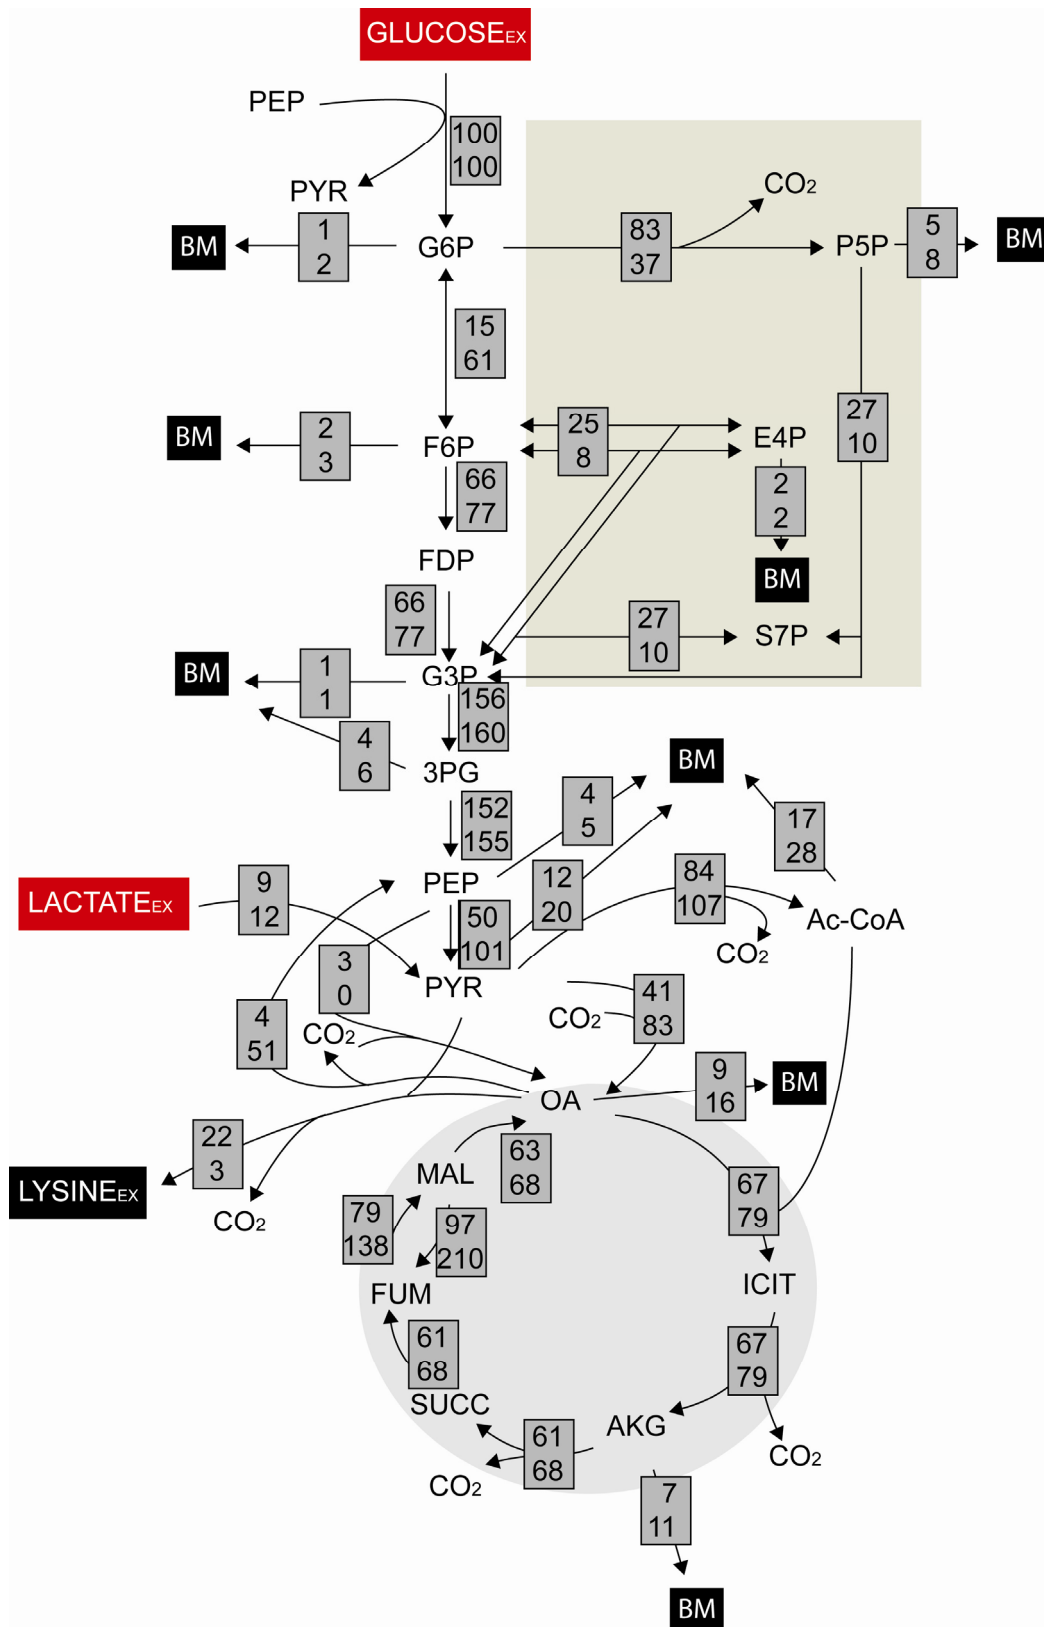 GLUCOSEEX
PEP
100
100
PYR
CO2
BM
1
2
G6P
83
37
P5P
5
8
BM
15
61
BM
2
3
F6P
25
8
E4P
27
10
66
77
2
2
FDP
BM
66
77
27
10
S7P
BM
1
1
G3P
156
160
4
6
3PG
BM
152
155
4
5
17
28
PEP
12
20
84
107
LACTATEEX
9
12
50
101
Ac-CoA
CO2
3
0
PYR
41
83
CO2
4
51
CO2
9
16
BM
OA
22
3
63
68
LYSINEEX
MAL
67
79
CO2
79
138
97
210
FUM
ICIT
61
68
67
79
SUCC
AKG
61
68
CO2
CO2
7
11
BM